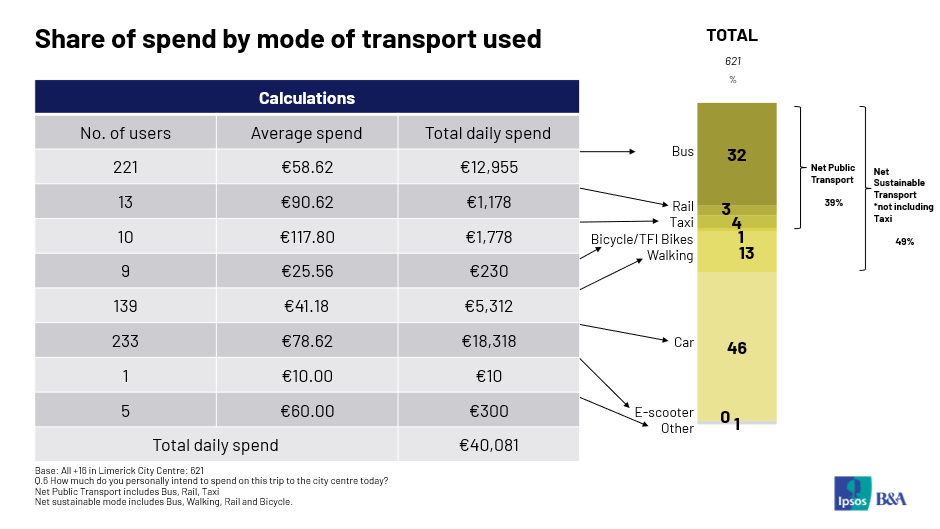 Share of spend by mode of transport used
TOTAL
621
%
Calculations
No. of users Average spend Total daily spend
221 €58.62 €12,955
13 €90.62 €1,178
10 €117.80 €1,778
9 €25.56 €230
139 €41.18 €5,312
233 €78.62 €18,318
1 €10.00 €10
5 €60.00 €300
Total daily spend €40,081
Bus 32
Rail 3
Taxi 4
Bicycle/TFI Bikes 1
Walking 13
Car 46
E-scooter 0
Other 1
Net Public
Transport
39%
Net
Sustainable
Transport
*not including
Taxi
49%
Base: All +16 in Limerick City Centre: 621
Q.6 How much do you personally intend to spend on this trip to the city centre today?
Net Public Transport includes Bus, Rail, Taxi
Net sustainable mode includes Bus, Walking, Rail and Bicycle.
Ipsos B&A